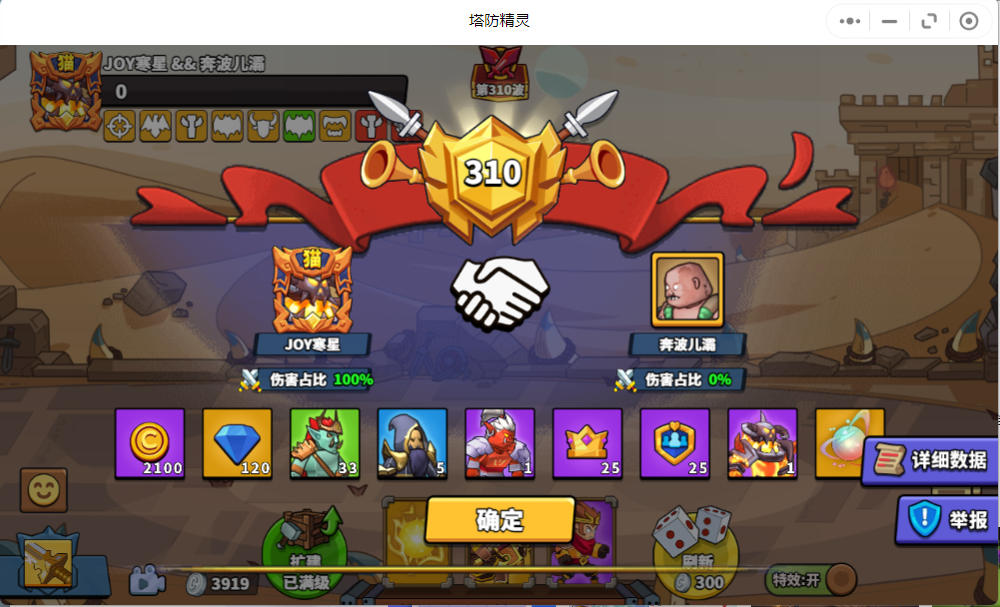 塔防精灵
猫
JOY寒星 && 奔波儿灞
0
第310波
310
猫
JOY寒星
奔波儿灞
伤害占比 100%
伤害占比 0%
2100
120
33
5
1
25
25
1
详细数据
确定
举报
扩建
已满级
刷新
3919
300
特效:开